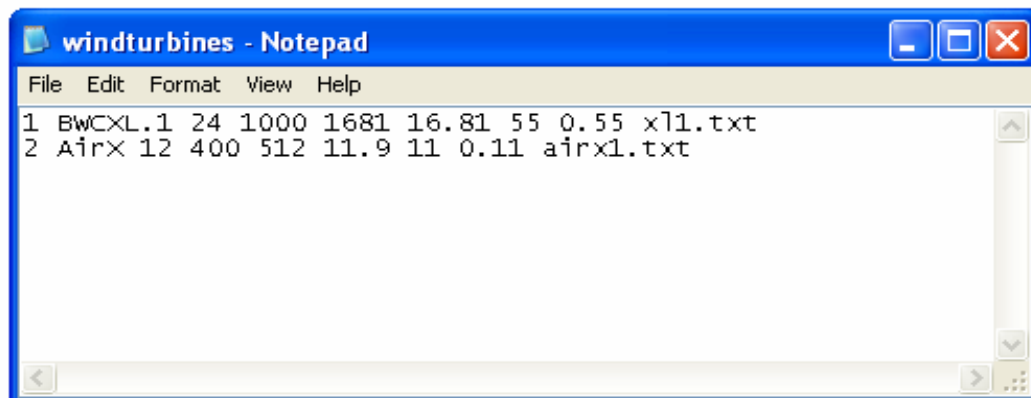 windturbines - Notepad
File Edit Format View Help
1 BWCXL.1 24 1000 1681 16.81 55 0.55 xl1.txt
2 AirX 12 400 512 11.9 11 0.11 airx1.txt